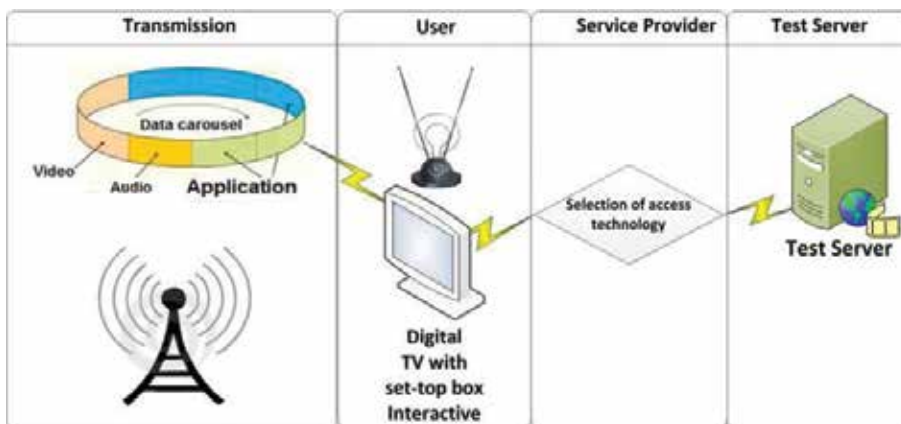 Transmission
User
Service Provider
Test Server
Data carousel
Video
Audio
Application
Selection of access
technology
Test Server
Digital
TV with
set-top box
Interactive